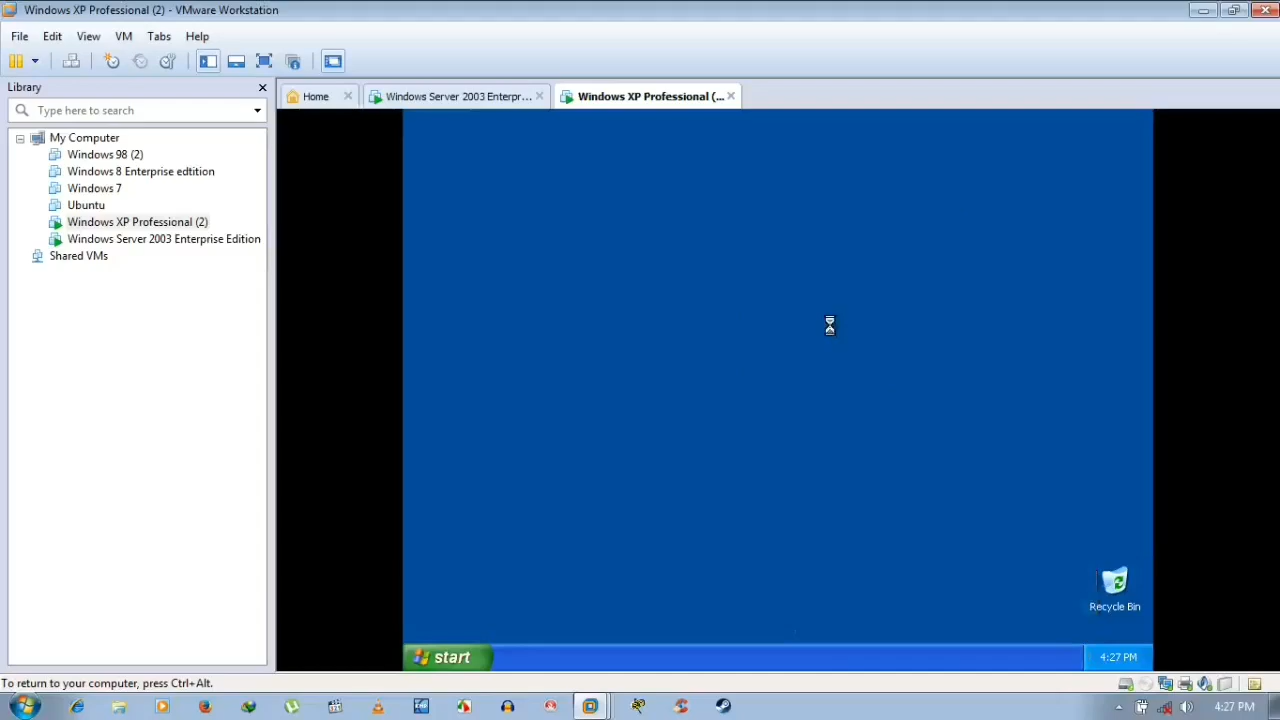 Windows XP Professional (2) - VMware Workstation
File Edit View VM Tabs Help
Library
Type here to search
My Computer
Windows 98 (2)
Windows 8 Enterprise edtition
Windows 7
Ubuntu
Windows XP Professional (2)
Windows Server 2003 Enterprise Edition
Shared VMs
Home
Windows Server 2003 Enterpr...
Windows XP Professional (...
Recycle Bin
start
4:27 PM
To return to your computer, press Ctrl+Alt.
4:27 PM